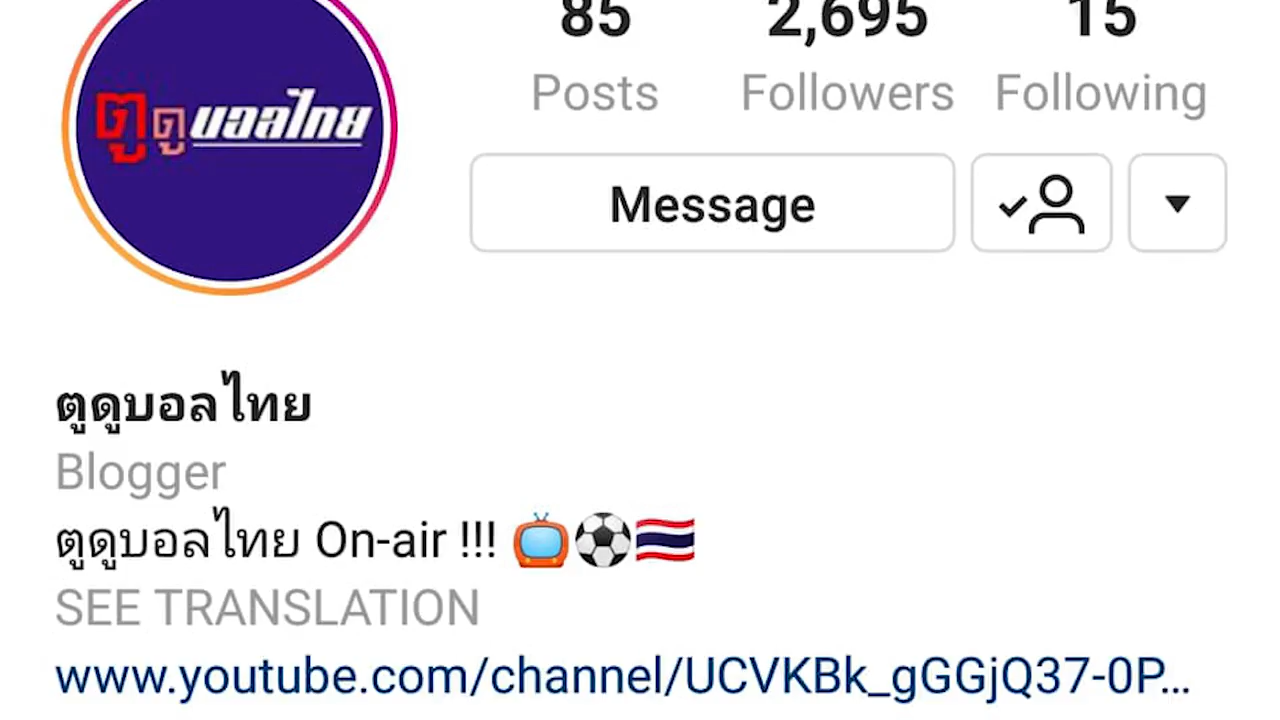 85 2,695 15
Posts Followers Following
ตูดูบอลไทย
Message
ตูดูบอลไทย
Blogger
ตูดูบอลไทย On-air !!! 📺⚽🇹🇭
SEE TRANSLATION
www.youtube.com/channel/UCVKBk_gGGjQ37-0P...